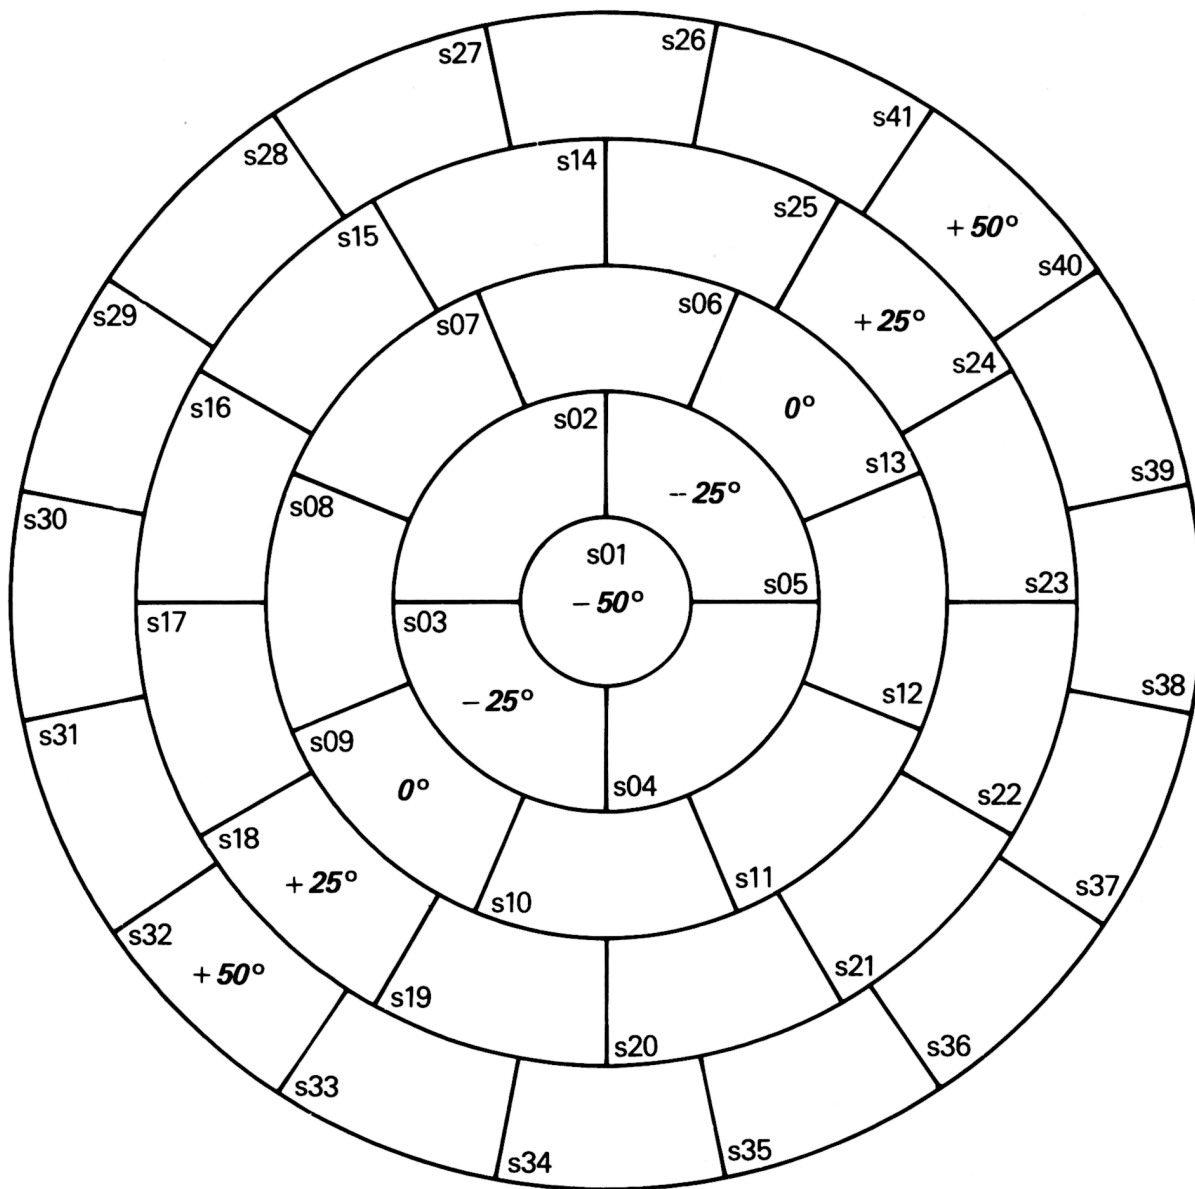 s27
s26
s41
s28
s14
s25
+ 50°
s15
s40
s29
s07
s06
+ 25°
s24
s16
s02
0°
s13
s39
s08
– 25°
s30
s01
s05
s23
– 50°
s17
s03
s38
– 25°
s12
s31
s09
s04
0°
s22
s18
+ 25°
s11
s37
s10
s32
+ 50°
s19
s21
s20
s36
s33
s35
s34